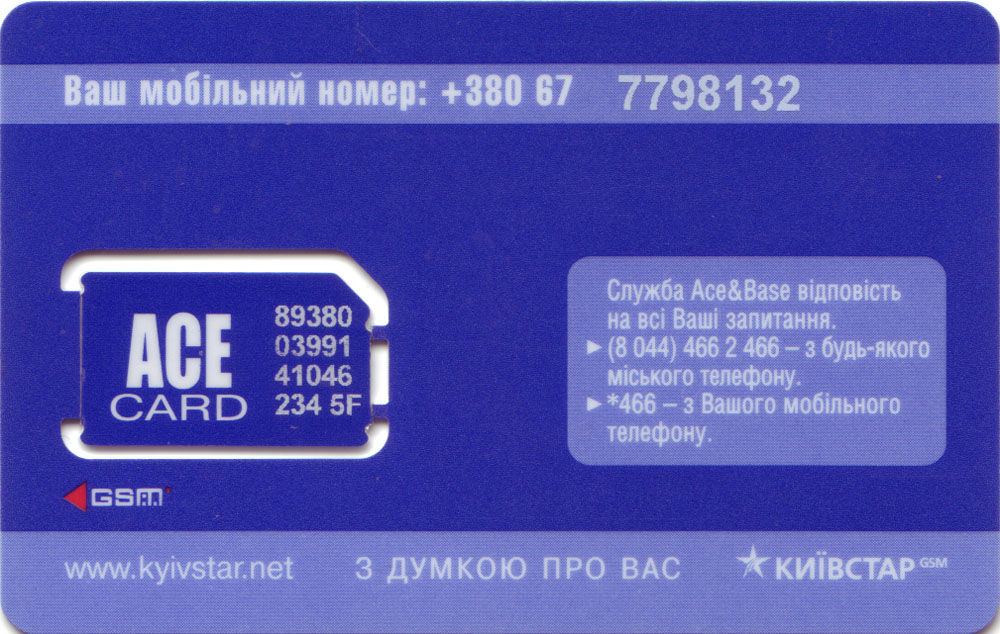 Ваш мобільний номер: +380 67 7798132
ACE
CARD
89380
03991
41046
234 5F
Служба Ace&Base відповість
на всі Ваші запитання.
►(8 044) 466 2 466 – з будь-якого
міського телефону.
►*466 – з Вашого мобільного
телефону.
GSM
www.kyivstar.net
З ДУМКОЮ ПРО ВАС
КИЇВСТАР GSM